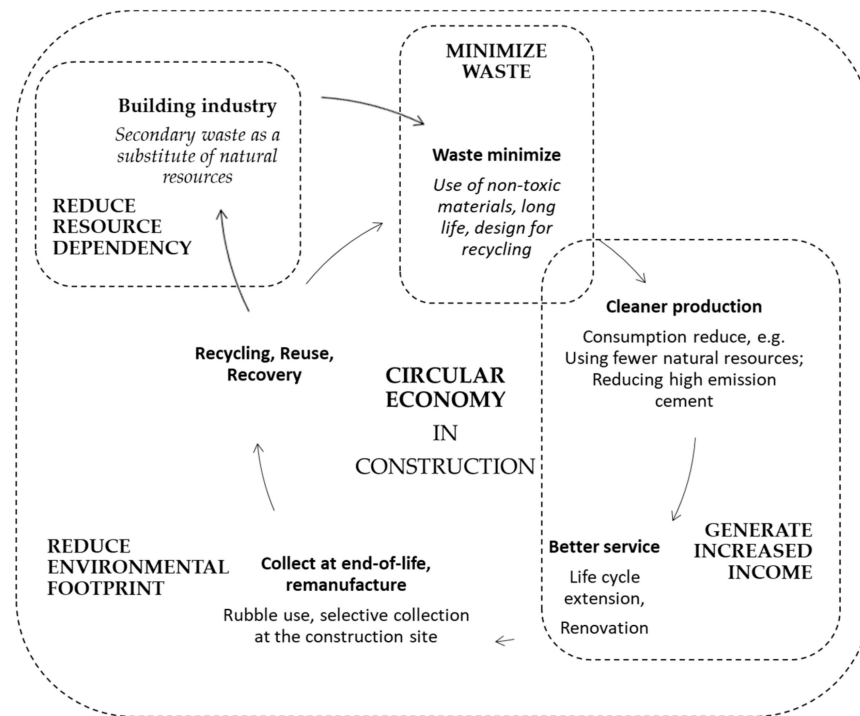 MINIMIZE
WASTE
Building industry
Secondary waste as a
substitute of natural
resources
REDUCE
RESOURCE
DEPENDENCY
Waste minimize
Use of non-toxic
materials, long
life, design for
recycling
Cleaner production
Consumption reduce, e.g.
Using fewer natural resources;
Reducing high emission
cement
Recycling, Reuse,
Recovery
CIRCULAR
ECONOMY
IN
CONSTRUCTION
Better service
Life cycle
extension,
Renovation
GENERATE
INCREASED
INCOME
Collect at end-of-life,
remanufacture
Rubble use, selective collection
at the construction site
REDUCE
ENVIRONMENTAL
FOOTPRINT